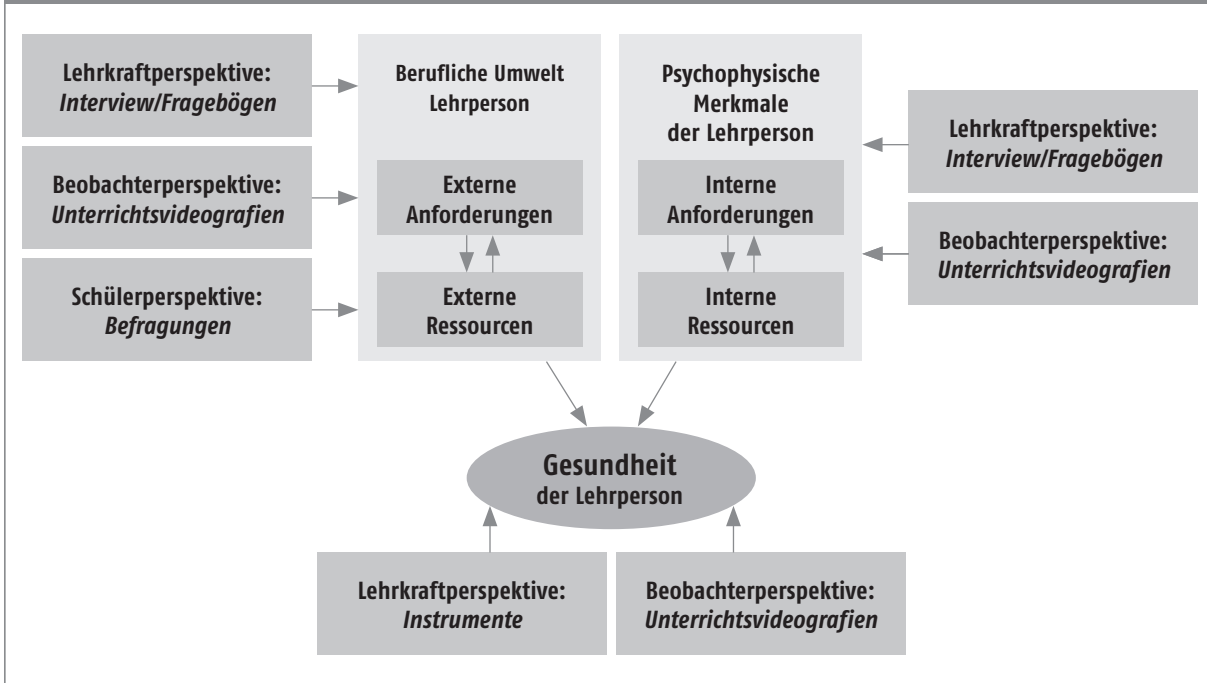 Lehrkraftperspektive:
Interview/Fragebögen
Beobachterperspektive:
Unterrichtsvideografien
Schülerperspektive:
Befragungen
Berufliche Umwelt
Lehrperson
Externe
Anforderungen
Externe
Ressourcen
Psychophysische
Merkmale
der Lehrperson
Interne
Anforderungen
Interne
Ressourcen
Lehrkraftperspektive:
Interview/Fragebögen
Beobachterperspektive:
Unterrichtsvideografien
Gesundheit
der Lehrperson
Lehrkraftperspektive:
Instrumente
Beobachterperspektive:
Unterrichtsvideografien